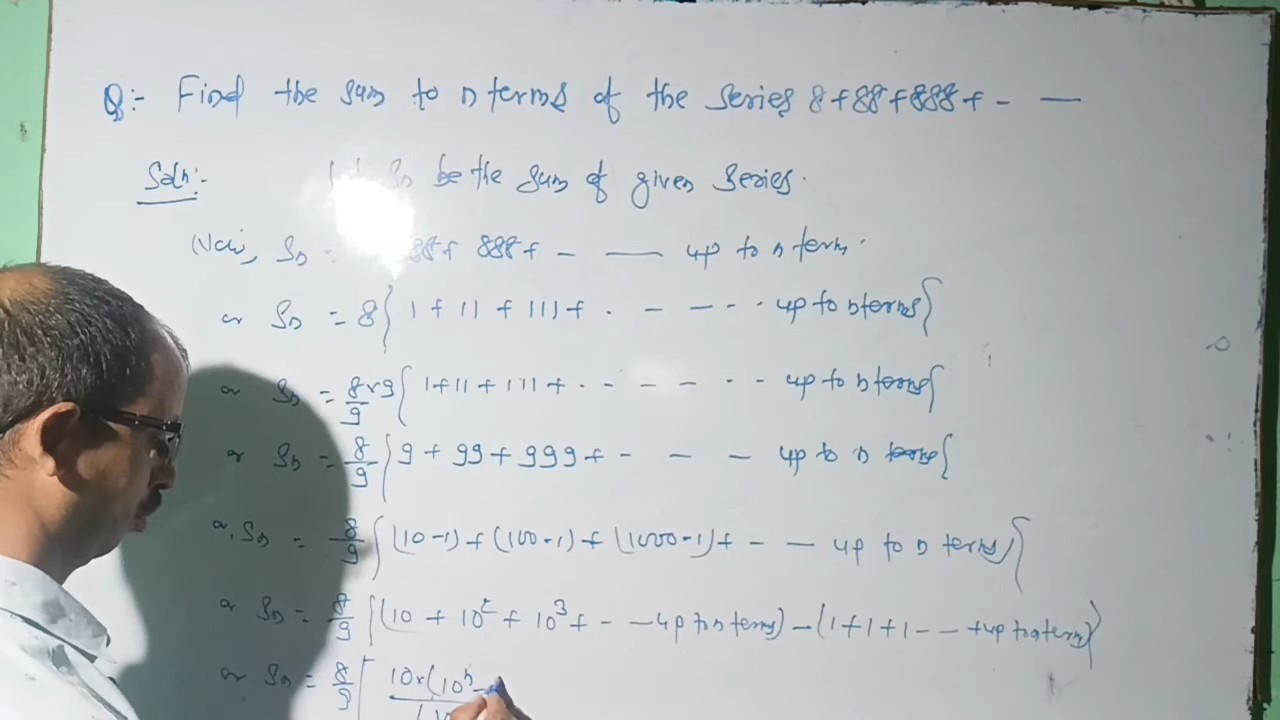 Q:- Find the sum to n terms of the series 8+88+888+- —
Soln:- Sn be the sum of given series.
Sn = 88+ 888+ - — up to n term.
or Sn = 8{ 1 + 11 + 111 + . - - · · up to n terms}
or Sn = 8/9 × 9{ 1+11+111+ · · - - - · · - up to n terms}
or Sn = 8/9 {9 + 99 + 999 + - - - up to n terms}
or, Sn = 8/9 {(10-1) + (100-1) + (1000-1) + - — up to n terms)}
or Sn = 8/9 {(10 + 10² + 10³ + - - — up to n terms) - (1+1+1 - - +up to n terms)}
or Sn = 8/9 [ 10×(10ⁿ -